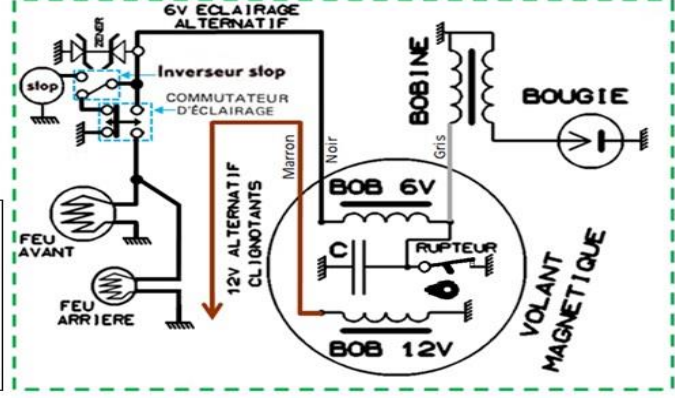 6V ECLAIRAGE
ALTERNATIF
ZENER
stop
Inverseur stop
COMMUTATEUR
D'ÉCLAIRAGE
BOBINE
BOUGIE
Marron
Noir
Gris
BOB 6V
12V ALTERNATIF
CLIGNOTANTS
C
RUPTEUR
FEU
AVANT
FEU
ARRIERE
BOB 12V
VOLANT
MAGNETIQUE